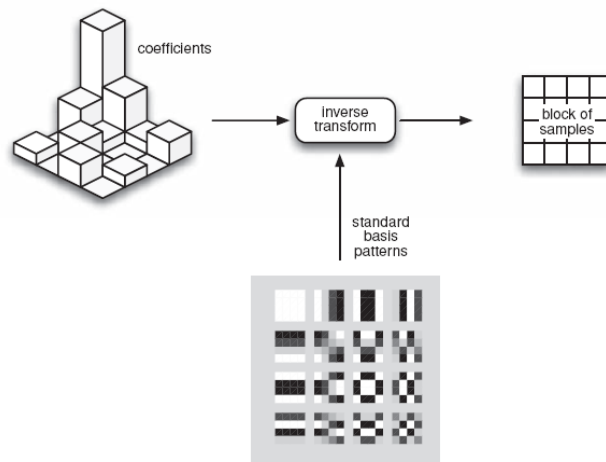 coefficients
inverse
transform
block of
samples
standard
basis
patterns